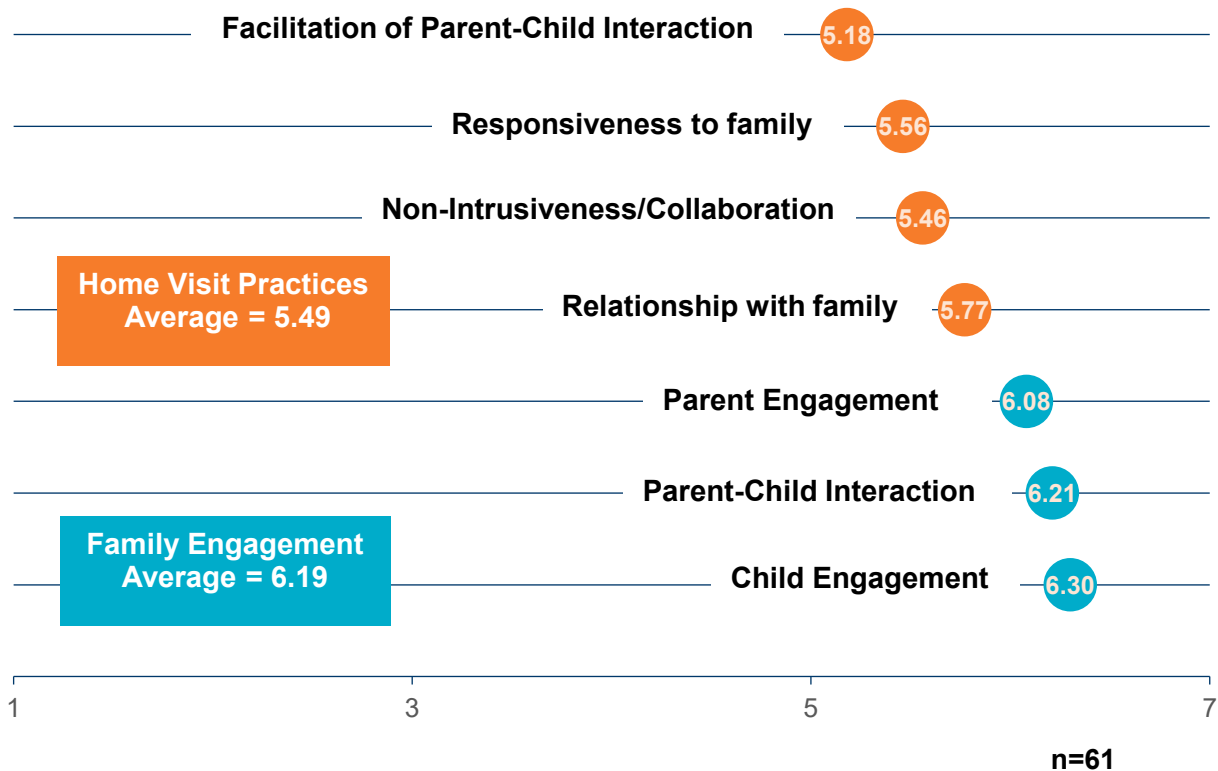 Facilitation of Parent-Child Interaction
5.18
Responsiveness to family
5.56
Non-Intrusiveness/Collaboration
5.46
Home Visit Practices
Average = 5.49
Relationship with family
5.77
Parent Engagement
6.08
Parent-Child Interaction
6.21
Family Engagement
Average = 6.19
Child Engagement
6.30
1
3
5
7
n=61